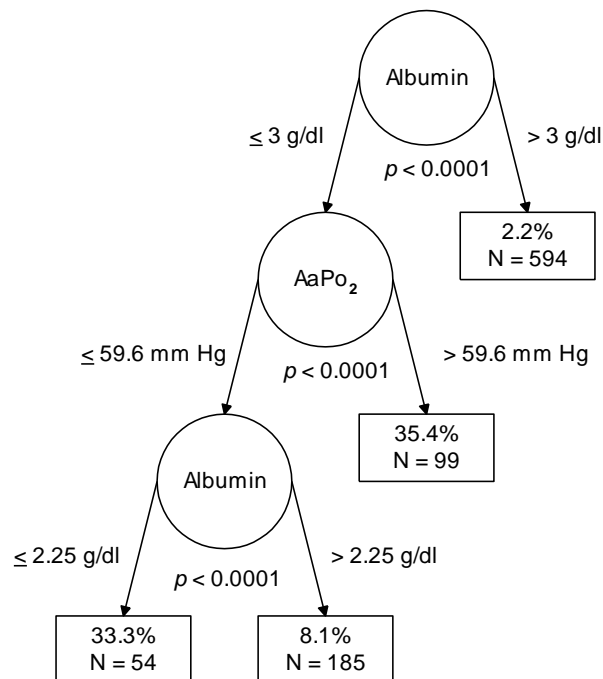 Albumin
≤ 3 g/dl
> 3 g/dl
p < 0.0001
2.2%
N = 594
AaPo₂
≤ 59.6 mm Hg
> 59.6 mm Hg
p < 0.0001
35.4%
N = 99
Albumin
≤ 2.25 g/dl
> 2.25 g/dl
p < 0.0001
33.3%
N = 54
8.1%
N = 185